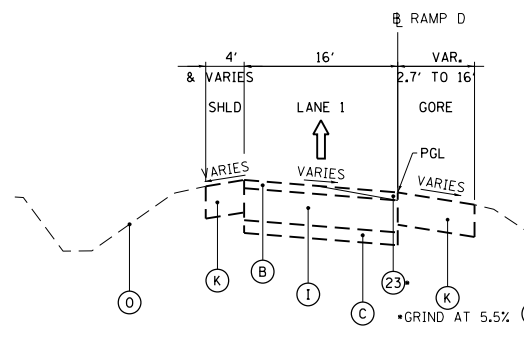 ℄ RAMP D
4' 16' VAR.
& VARIES 2.7' TO 16'
SHLD LANE 1 GORE
PGL
VARIES VARIES VARIES
K B I 23* K
O C
*GRIND AT 5.5%